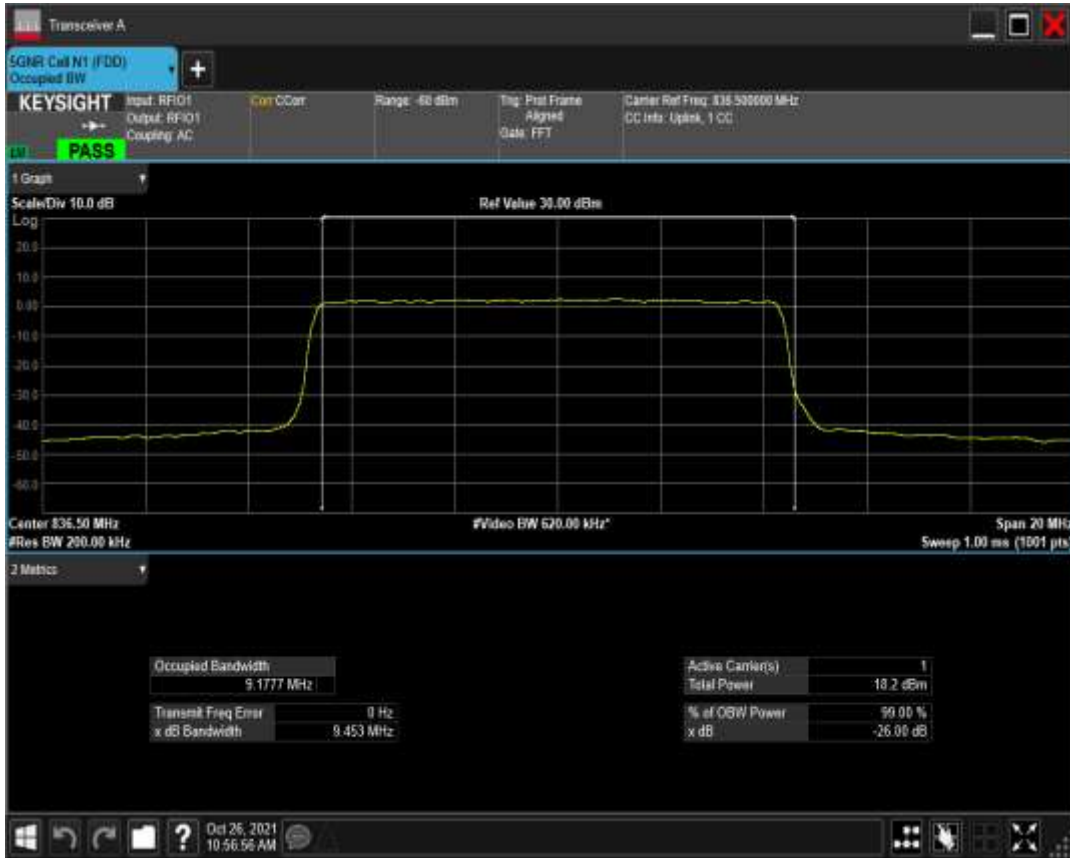 Transceiver A
5GNR Cell N1 (FDD)
Occupied BW
+
KEYSIGHT
Input: RFIO1
Output: RFIO1
Coupling: AC
Corr CCorr
Range: -60 dBm
Trig: Prot Frame
Aligned
Gate: FFT
Carrier Ref Freq: 836.500000 MHz
CC Info: Uplink, 1 CC
PASS
1 Graph
Scale/Div 10.0 dB
Ref Value 30.00 dBm
Log
20.0
10.0
0.00
-10.0
-20.0
-30.0
-40.0
-50.0
-60.0
Center 836.50 MHz
#Video BW 620.00 kHz*
Span 20 MHz
#Res BW 200.00 kHz
Sweep 1.00 ms (1001 pts)
2 Metrics
Occupied Bandwidth
9.1777 MHz
Active Carrier(s) 1
Total Power 18.2 dBm
Transmit Freq Error 0 Hz
% of OBW Power 99.00 %
x dB Bandwidth 9.453 MHz
x dB -26.00 dB
?
Oct 26, 2021
10:56:56 AM